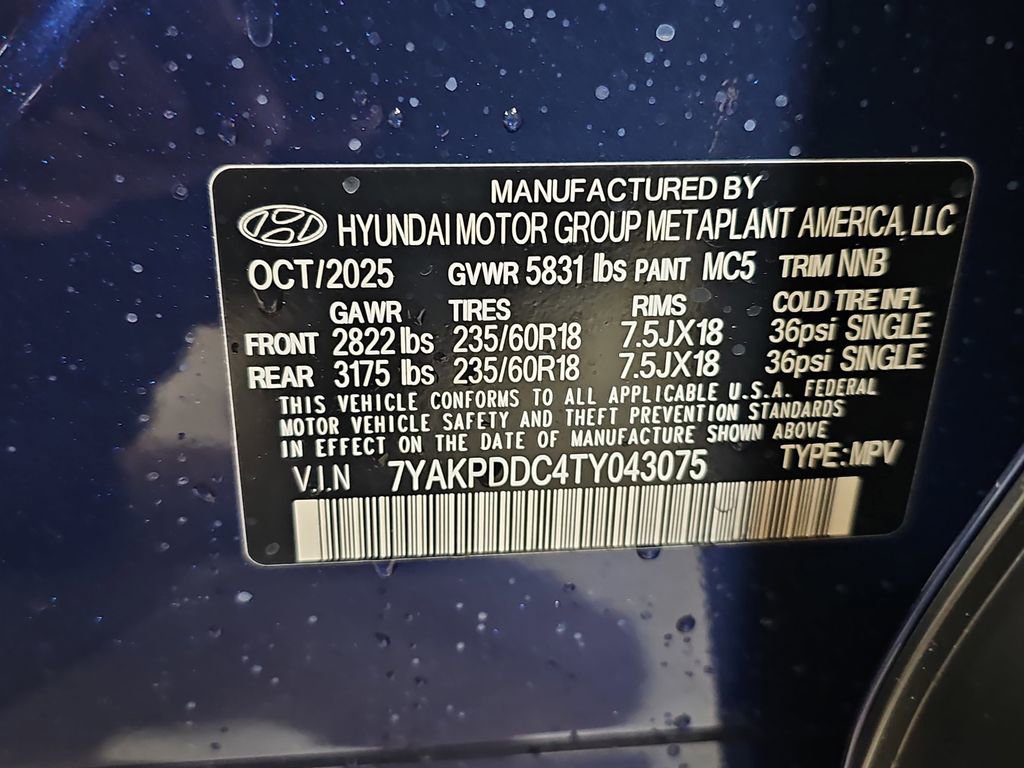 MANUFACTURED BY
HYUNDAI MOTOR GROUP METAPLANT AMERICA, LLC
OCT/2025 GVWR 5831 lbs PAINT MC5 TRIM NNB
GAWR TIRES RIMS COLD TIRE INFL
FRONT 2822 lbs 235/60R18 7.5JX18 36psi SINGLE
REAR 3175 lbs 235/60R18 7.5JX18 36psi SINGLE
THIS VEHICLE CONFORMS TO ALL APPLICABLE U.S.A. FEDERAL
MOTOR VEHICLE SAFETY AND THEFT PREVENTION STANDARDS
IN EFFECT ON THE DATE OF MANUFACTURE SHOWN ABOVE
V.I.N 7YAKPDDC4TY043075 TYPE: MPV